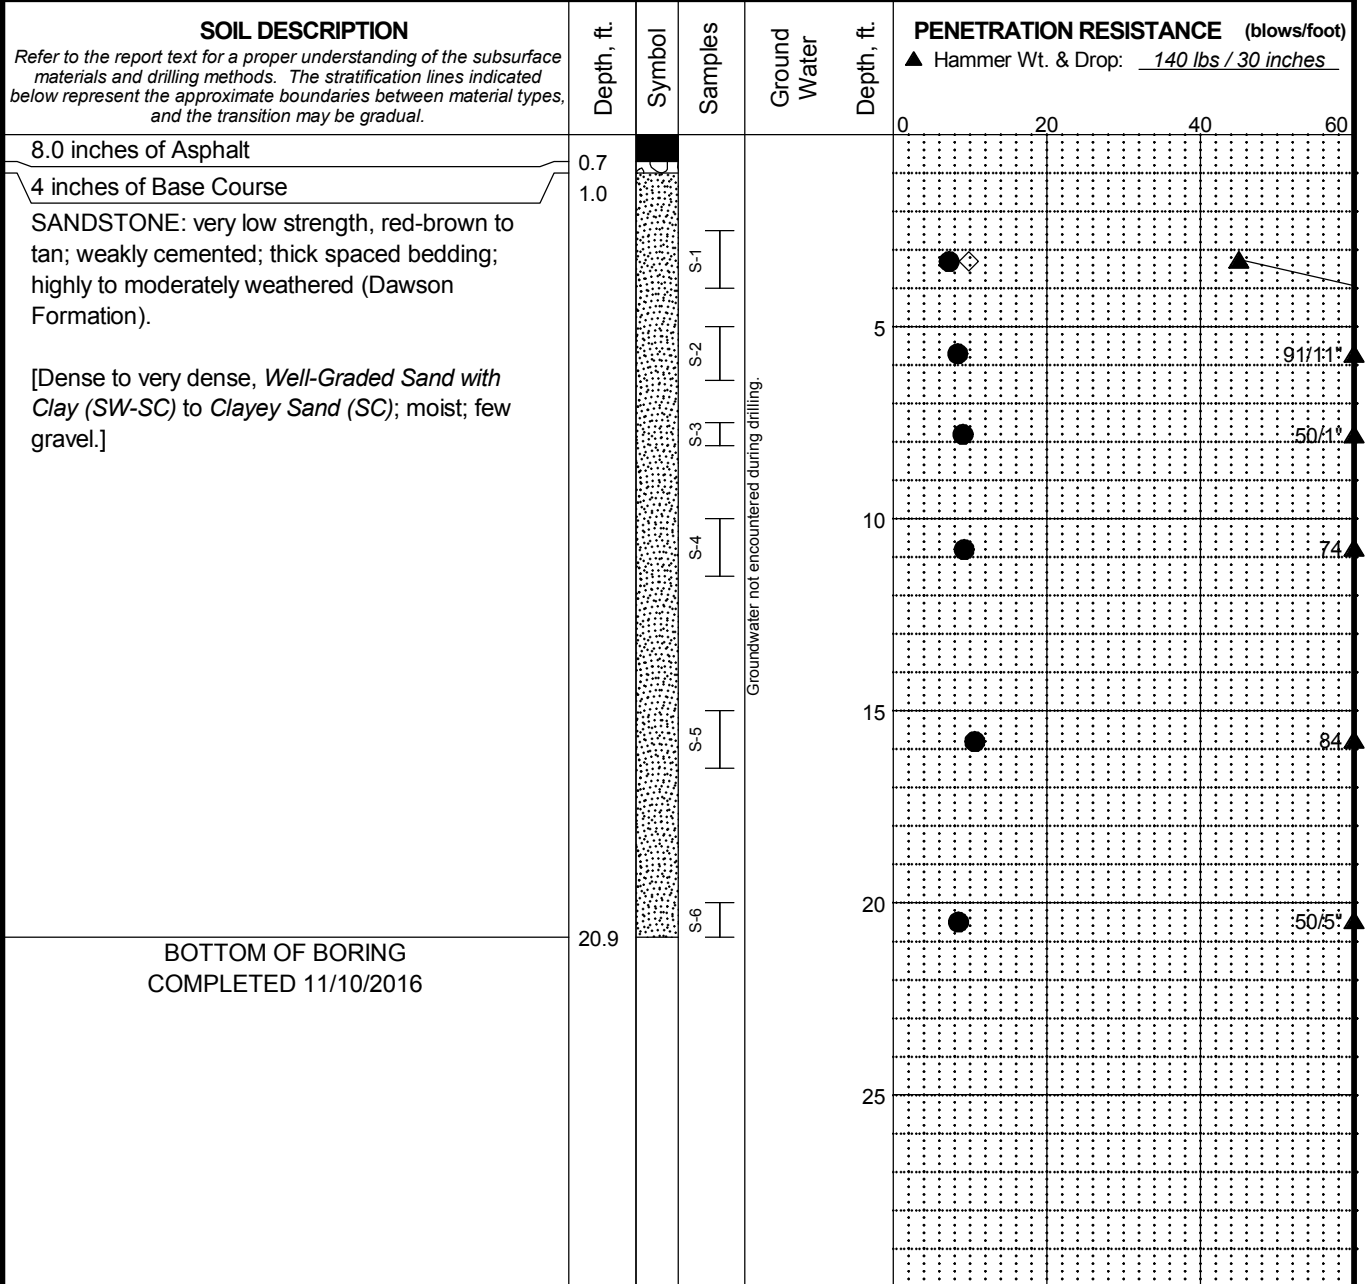 SOIL DESCRIPTION
Refer to the report text for a proper understanding of the subsurface
materials and drilling methods. The stratification lines indicated
below represent the approximate boundaries between material types,
and the transition may be gradual.
Depth, ft.
Symbol
Samples
Ground
Water
Depth, ft.
PENETRATION RESISTANCE (blows/foot)
▲ Hammer Wt. & Drop: 140 lbs / 30 inches
0 20 40 60
8.0 inches of Asphalt
0.7
4 inches of Base Course
1.0
SANDSTONE: very low strength, red-brown to
tan; weakly cemented; thick spaced bedding;
highly to moderately weathered (Dawson
Formation).
[Dense to very dense, Well-Graded Sand with
Clay (SW-SC) to Clayey Sand (SC); moist; few
gravel.]
20.9
BOTTOM OF BORING
COMPLETED 11/10/2016
S-1
S-2
S-3
S-4
S-5
S-6
Groundwater not encountered during drilling.
5
10
15
20
25
91/11"
50/1"
74
84
50/5"